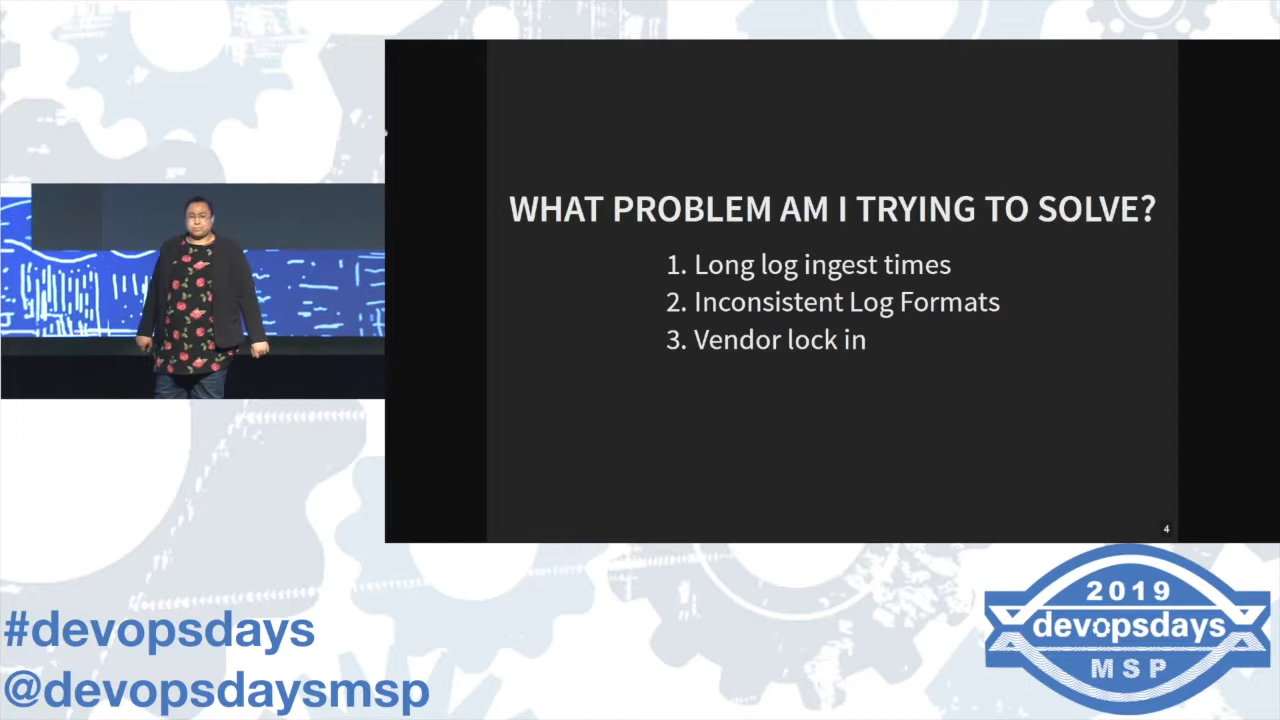 WHAT PROBLEM AM I TRYING TO SOLVE?
1. Long log ingest times
2. Inconsistent Log Formats
3. Vendor lock in
4
#devopsdays
@devopsdaysmsp
2019
devopsdays
MSP